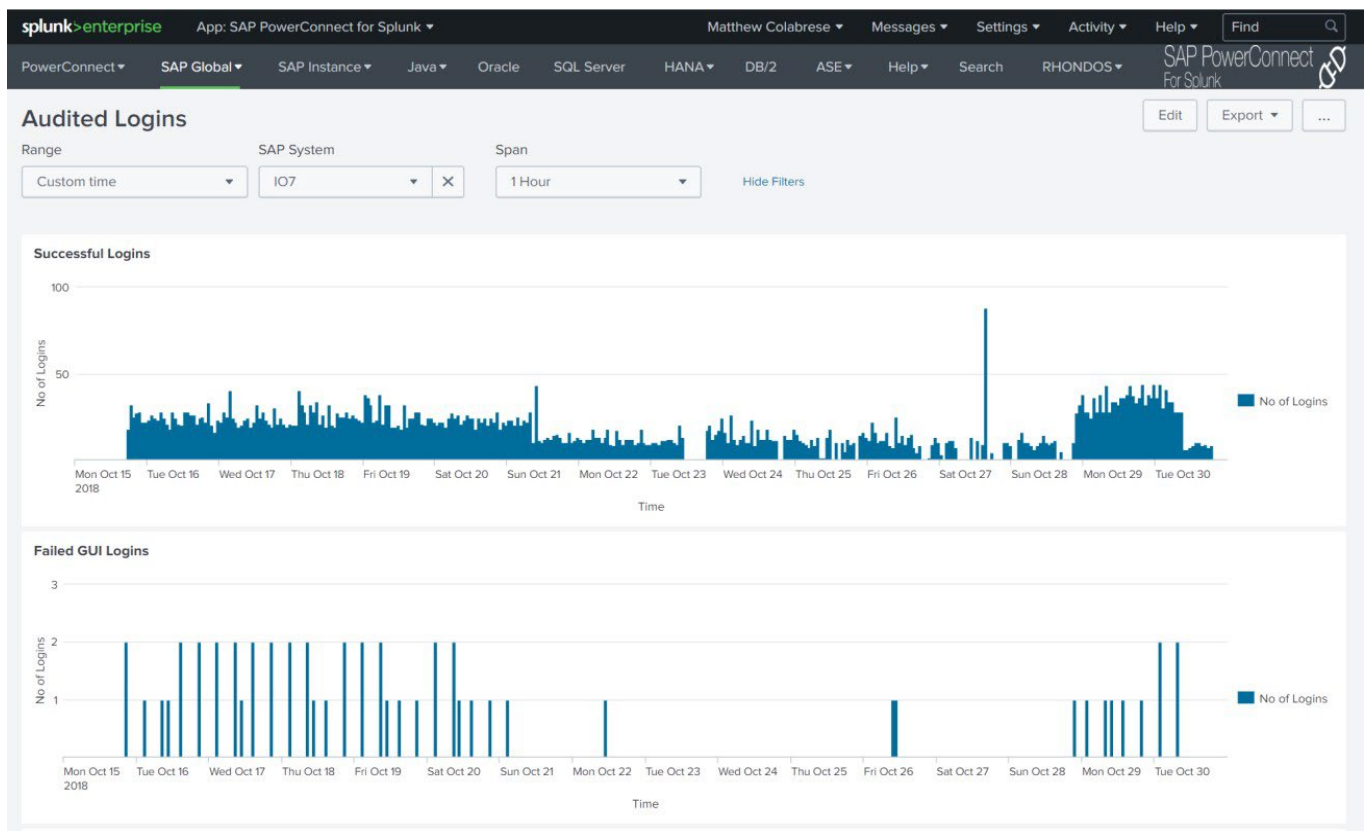 splunk>enterprise App: SAP PowerConnect for Splunk Matthew Colabrese Messages Settings Activity Help Find
PowerConnect SAP Global SAP Instance Java Oracle SQL Server HANA DB/2 ASE Help Search RHONDOS SAP PowerConnect
For Splunk
Audited Logins Edit Export ...
Range SAP System Span
Custom time IO7 1 Hour Hide Filters
Successful Logins
100
50
No of Logins
No of Logins
Mon Oct 15 Tue Oct 16 Wed Oct 17 Thu Oct 18 Fri Oct 19 Sat Oct 20 Sun Oct 21 Mon Oct 22 Tue Oct 23 Wed Oct 24 Thu Oct 25 Fri Oct 26 Sat Oct 27 Sun Oct 28 Mon Oct 29 Tue Oct 30
2018
Time
Failed GUI Logins
3
2
1
No of Logins
No of Logins
Mon Oct 15 Tue Oct 16 Wed Oct 17 Thu Oct 18 Fri Oct 19 Sat Oct 20 Sun Oct 21 Mon Oct 22 Tue Oct 23 Wed Oct 24 Thu Oct 25 Fri Oct 26 Sat Oct 27 Sun Oct 28 Mon Oct 29 Tue Oct 30
2018
Time